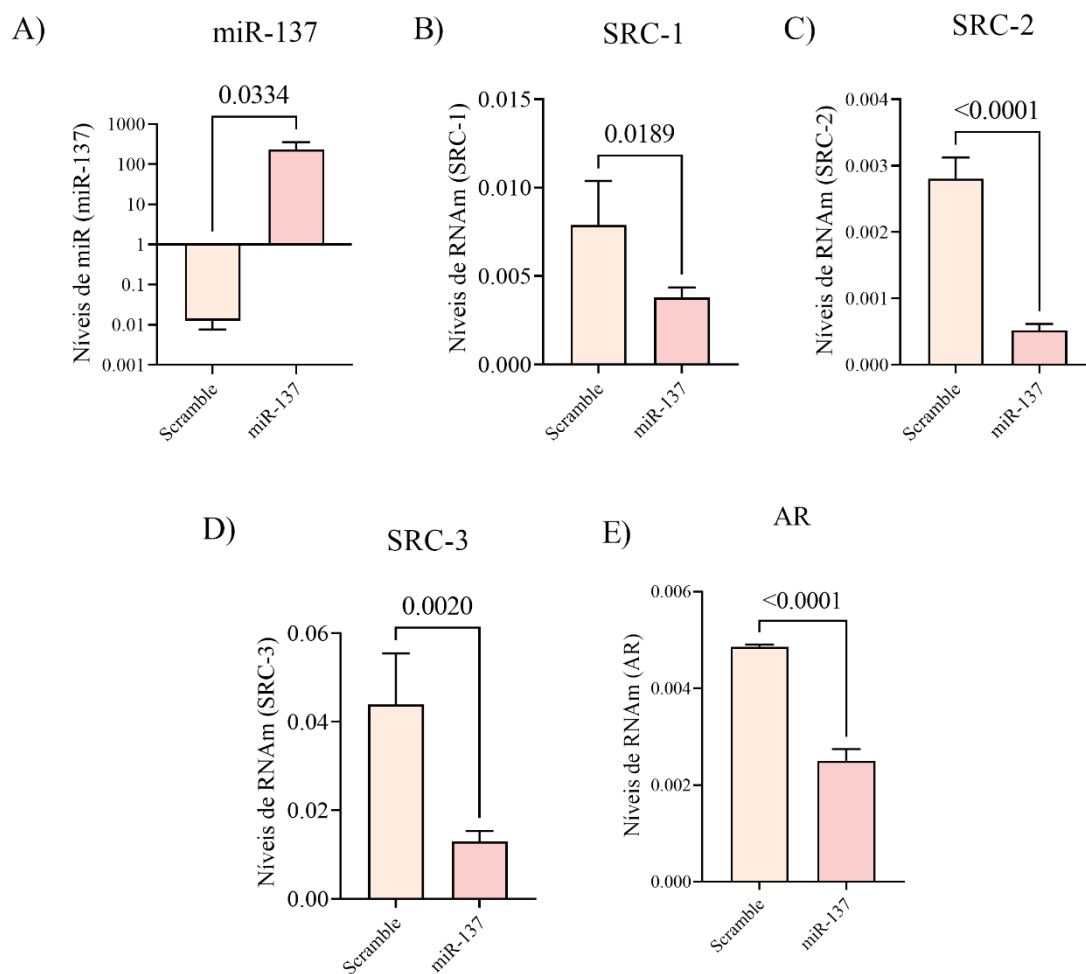 A)
miR-137
Níveis de miR (miR-137)
0.0334
1000
100
10
1
0.1
0.01
0.001
Scramble
miR-137
B)
SRC-1
Níveis de RNAm (SRC-1)
0.0189
0.015
0.010
0.005
0.000
Scramble
miR-137
C)
SRC-2
Níveis de RNAm (SRC-2)
<0.0001
0.004
0.003
0.002
0.001
0.000
Scramble
miR-137
D)
SRC-3
Níveis de RNAm (SRC-3)
0.0020
0.06
0.04
0.02
0.00
Scramble
miR-137
E)
AR
Níveis de RNAm (AR)
<0.0001
0.006
0.004
0.002
0.000
Scramble
miR-137